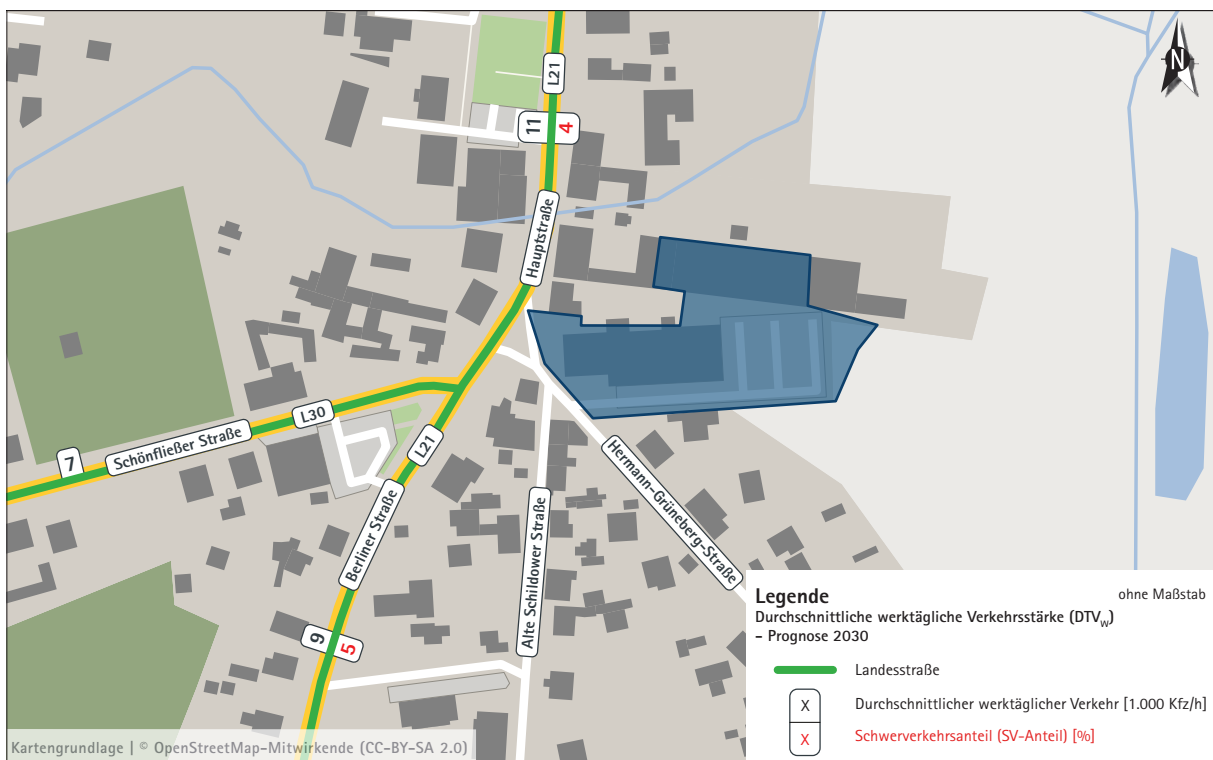 N
L21
11
4
Hauptstraße
L30
Schönfließer Straße
7
L21
Berliner Straße
9
5
Alte Schildower Straße
Hermann-Grüneberg-Straße
Legende
ohne Maßstab
Durchschnittliche werktägliche Verkehrsstärke (DTVw)
– Prognose 2030
Landesstraße
X
Durchschnittlicher werktäglicher Verkehr [1.000 Kfz/h]
X
Schwerverkehrsanteil (SV-Anteil) [%]
Kartengrundlage | © OpenStreetMap-Mitwirkende (CC-BY-SA 2.0)